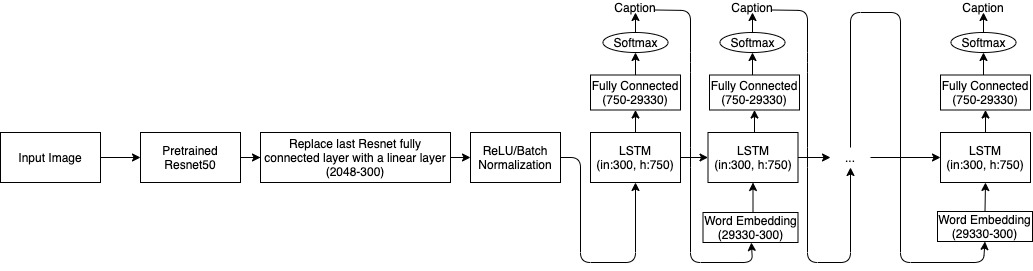 Input Image
Pretrained
Resnet50
Replace last Resnet fully
connected layer with a linear layer
(2048-300)
ReLU/Batch
Normalization
Caption
Softmax
Fully Connected
(750-29330)
LSTM
(in:300, h:750)
Caption
Softmax
Fully Connected
(750-29330)
LSTM
(in:300, h:750)
Word Embedding
(29330-300)
...
Caption
Softmax
Fully Connected
(750-29330)
LSTM
(in:300, h:750)
Word Embedding
(29330-300)